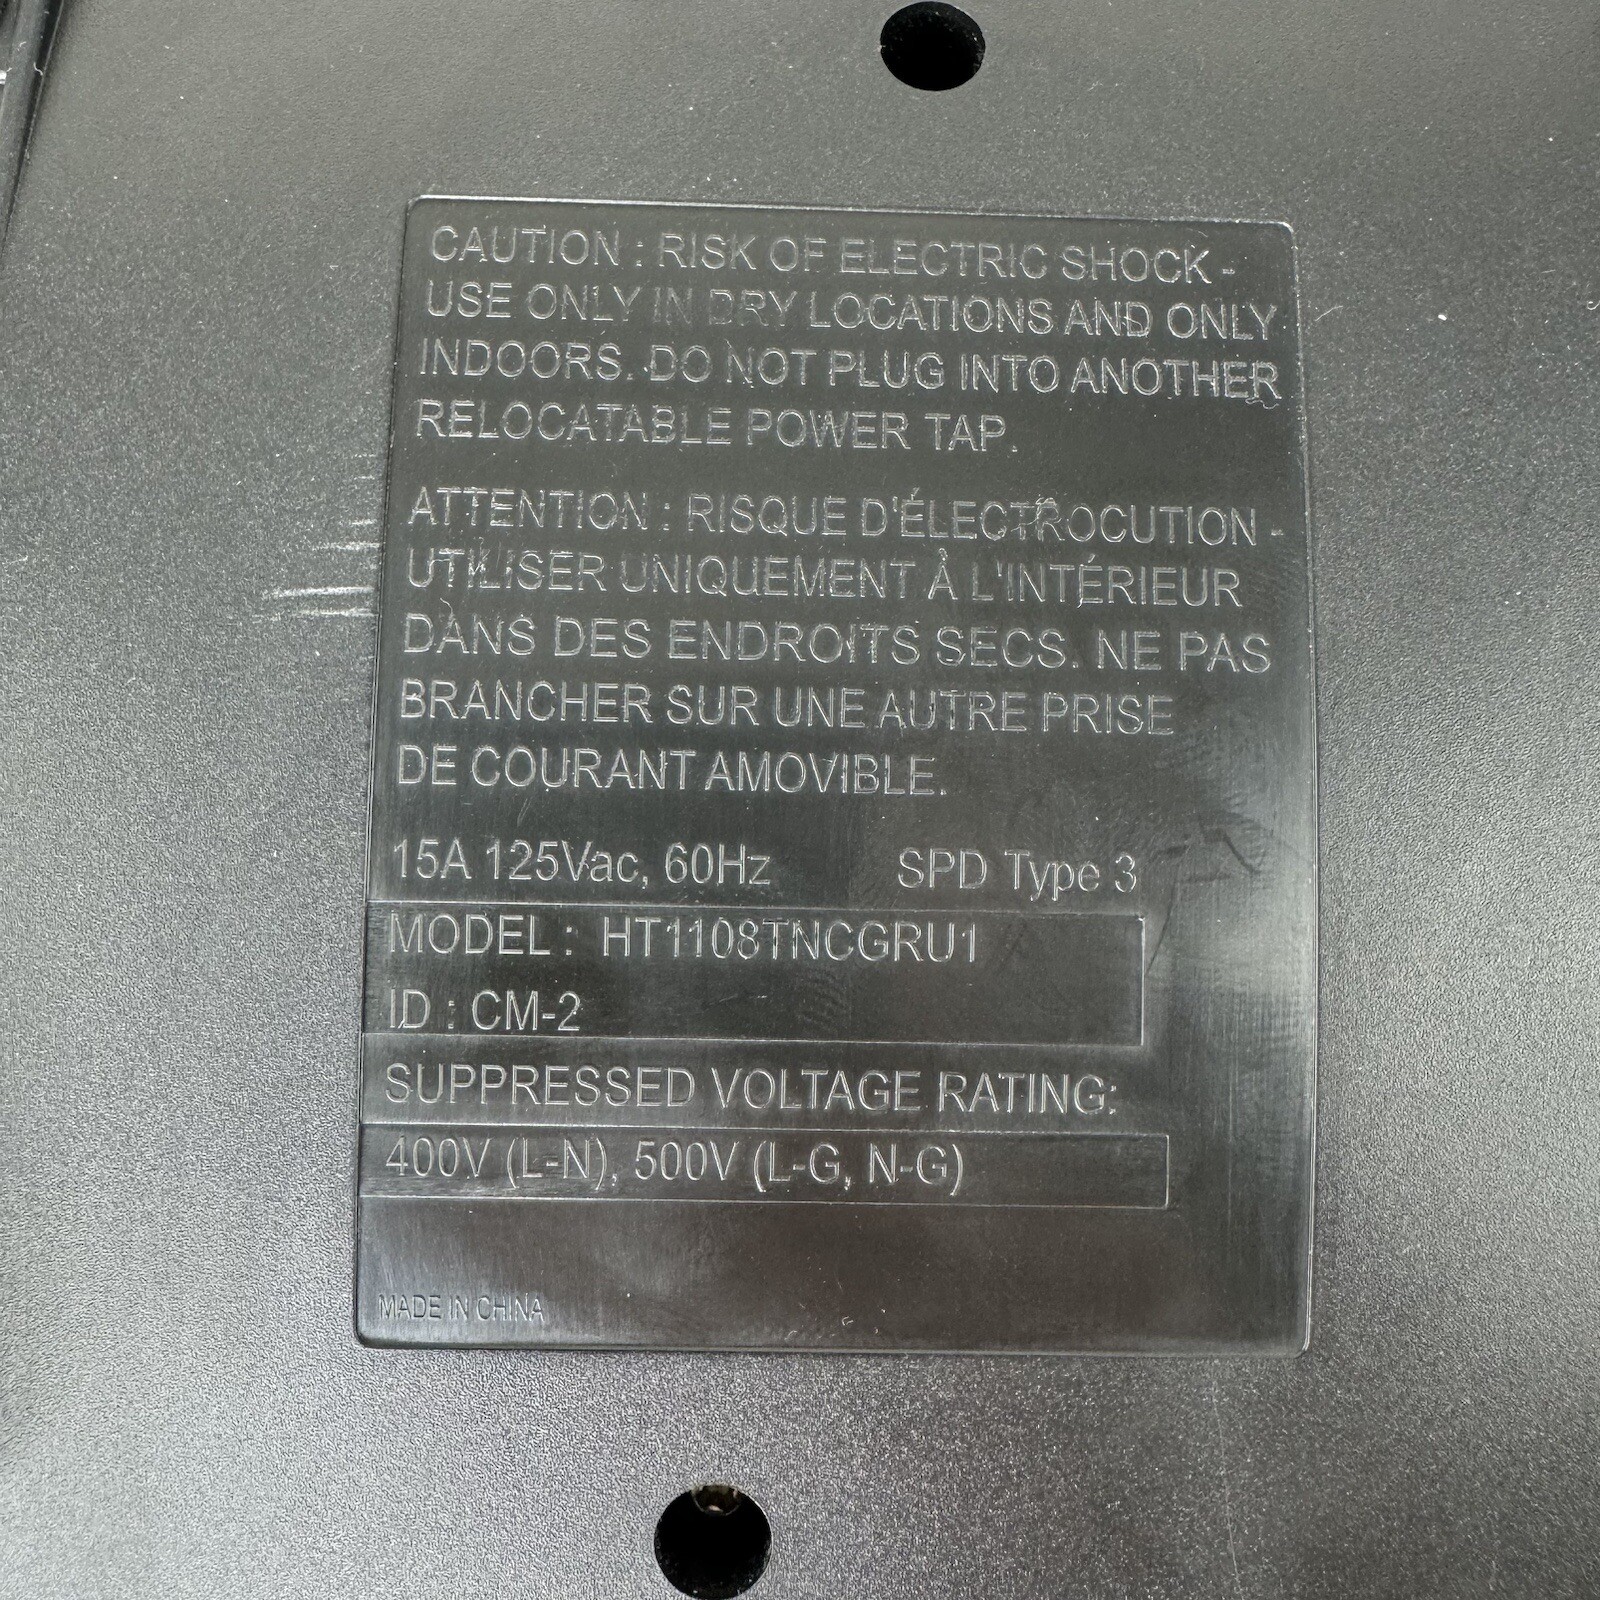 CAUTION : RISK OF ELECTRIC SHOCK -
USE ONLY IN DRY LOCATIONS AND ONLY
INDOORS. DO NOT PLUG INTO ANOTHER
RELOCATABLE POWER TAP.
ATTENTION : RISQUE D'ÉLECTROCUTION -
UTILISER UNIQUEMENT À L'INTÉRIEUR
DANS DES ENDROITS SECS. NE PAS
BRANCHER SUR UNE AUTRE PRISE
DE COURANT AMOVIBLE.
15A 125Vac, 60Hz SPD Type 3
MODEL : HT1108TNCGRU1
ID : CM-2
SUPPRESSED VOLTAGE RATING:
400V (L-N), 500V (L-G, N-G)
MADE IN CHINA